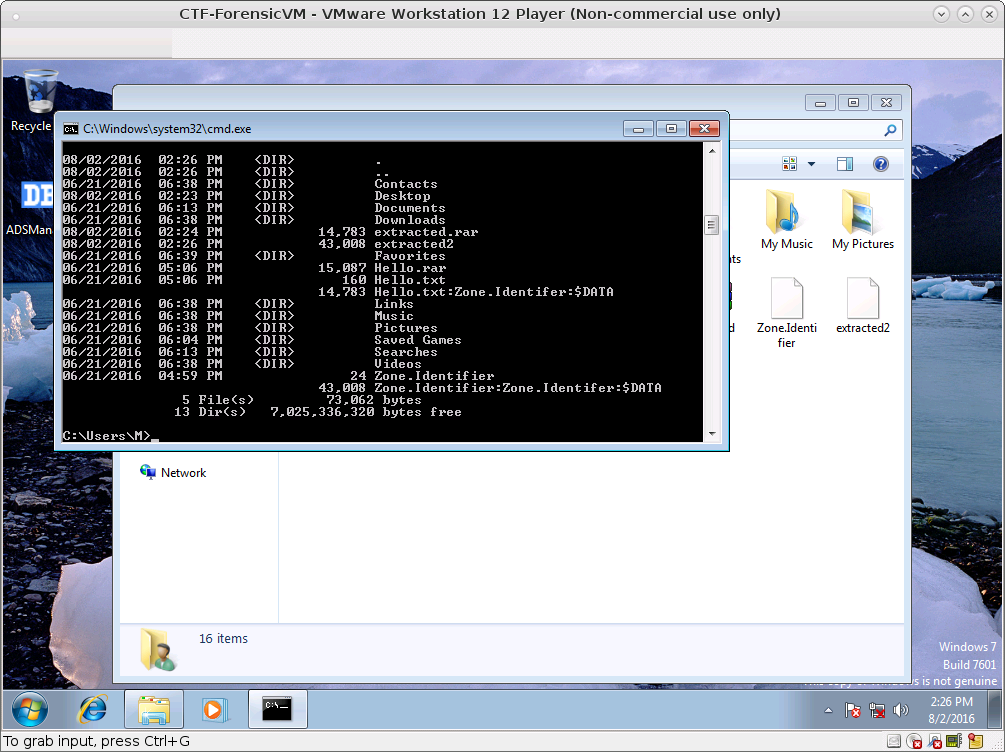 CTF-ForensicVM - VMware Workstation 12 Player (Non-commercial use only)
Recycle
ADSMan
C:\Windows\system32\cmd.exe
08/02/2016  02:26 PM    <DIR>          .
08/02/2016  02:26 PM    <DIR>          ..
06/21/2016  06:38 PM    <DIR>          Contacts
08/02/2016  02:23 PM    <DIR>          Desktop
06/21/2016  06:13 PM    <DIR>          Documents
06/21/2016  06:38 PM    <DIR>          Downloads
08/02/2016  02:24 PM            14,783 extracted.rar
08/02/2016  02:26 PM            43,008 extracted2
06/21/2016  06:39 PM    <DIR>          Favorites
06/21/2016  05:06 PM            15,087 Hello.rar
06/21/2016  05:06 PM               160 Hello.txt
14,783 Hello.txt:Zone.Identifer:$DATA
06/21/2016  06:38 PM    <DIR>          Links
06/21/2016  06:38 PM    <DIR>          Music
06/21/2016  06:38 PM    <DIR>          Pictures
06/21/2016  06:04 PM    <DIR>          Saved Games
06/21/2016  06:13 PM    <DIR>          Searches
06/21/2016  06:38 PM    <DIR>          Videos
06/21/2016  04:59 PM                24 Zone.Identifier
43,008 Zone.Identifier:Zone.Identifer:$DATA
5 File(s)         73,062 bytes
13 Dir(s)   7,025,336,320 bytes free
C:\Users\M>_
My Music
My Pictures
Zone.Identi
fier
extracted2
Network
16 items
Windows 7
Build 7601
This copy of Windows is not genuine
2:26 PM
8/2/2016
To grab input, press Ctrl+G